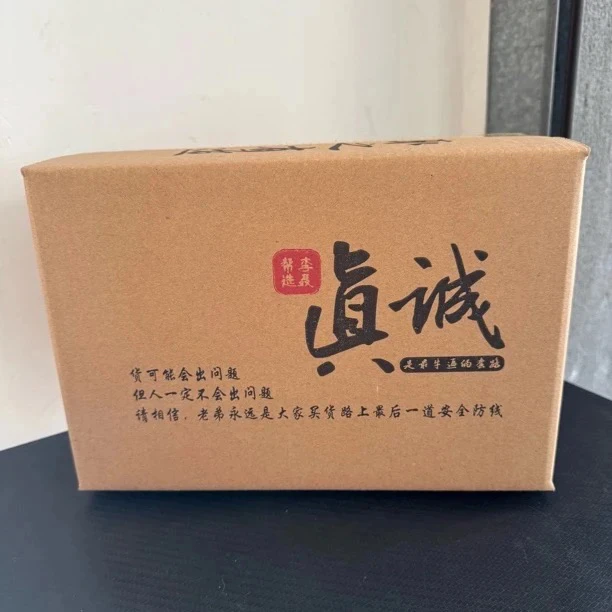 真诚
李聂
帮选
是最牛逼的套路
货可能会出问题
但人一定不会出问题
请相信，老弟永远是大家买货路上最后一道安全防线